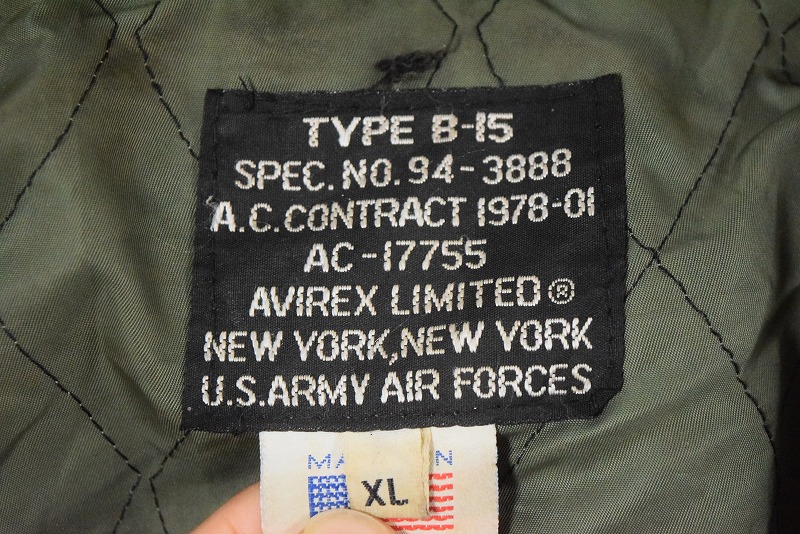 TYPE B-15
SPEC. NO. 94-3888
A.C. CONTRACT 1978-01
AC-17755
AVIREX LIMITED®
NEW YORK, NEW YORK
U.S. ARMY AIR FORCES
XL